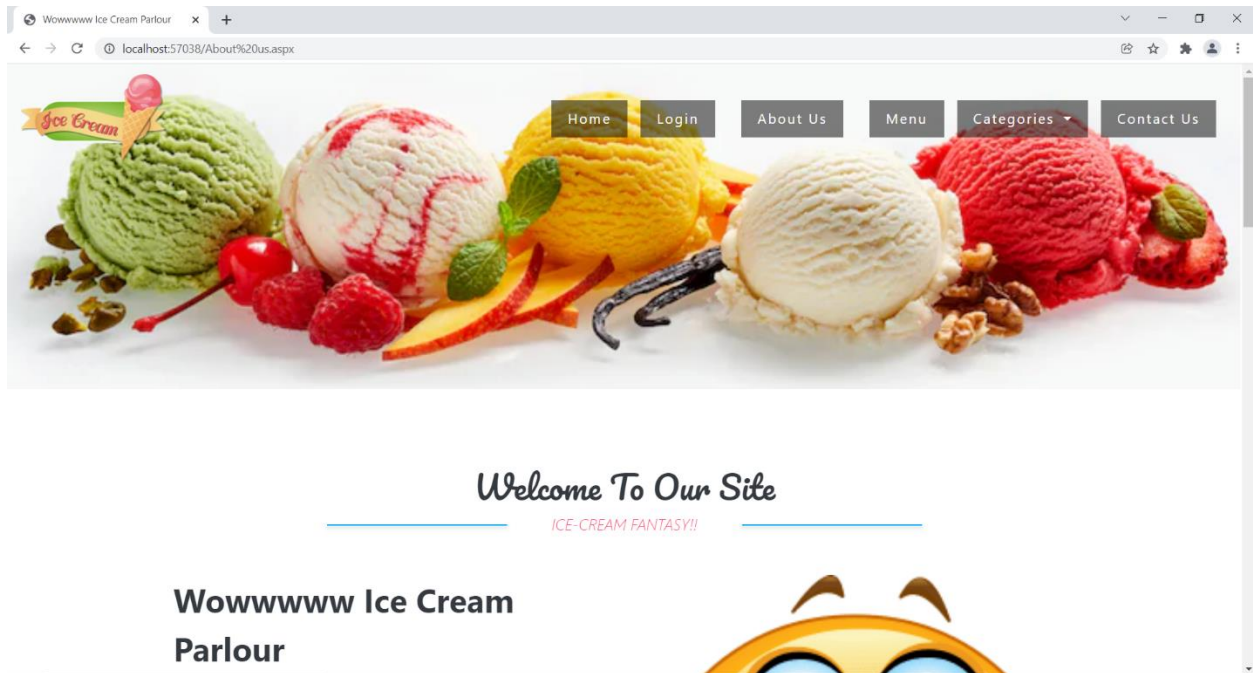 Wowwwww Ice Cream Parlour
localhost:57038/About%20us.aspx
Ice Cream
Home Login About Us Menu Categories Contact Us
Welcome To Our Site
ICE-CREAM FANTASY!!
Wowwwww Ice Cream
Parlour